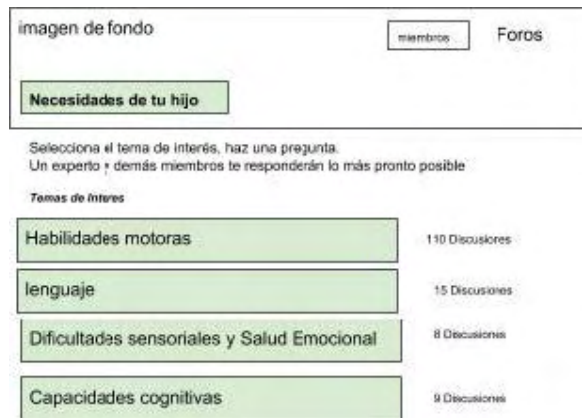 imagen de fondo
miembros
Foros
Necesidades de tu hijo
Selecciona el tema de interés, haz una pregunta.
Un experto y demás miembros te responderán lo más pronto posible
Temas de Interes
Habilidades motoras
110 Discusiones
lenguaje
15 Discusiones
Dificultades sensoriales y Salud Emocional
8 Discusiones
Capacidades cognitivas
9 Discusiones